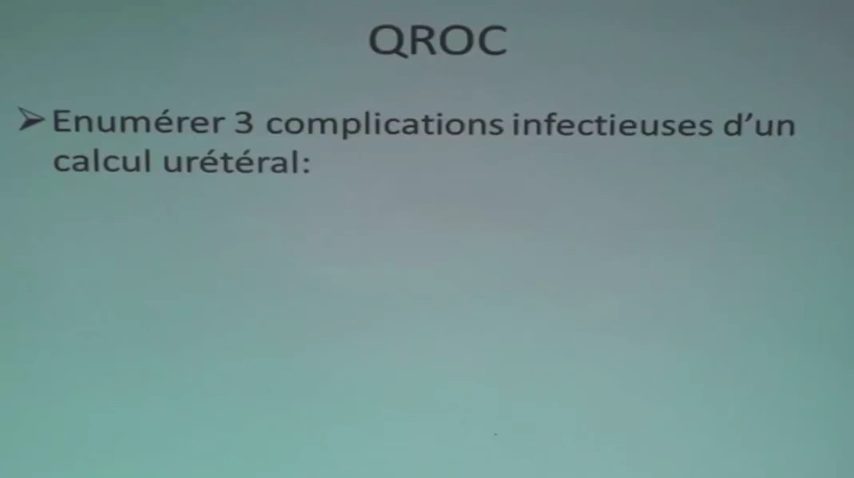 QROC
➢Enumérer 3 complications infectieuses d’un
calcul urétéral: